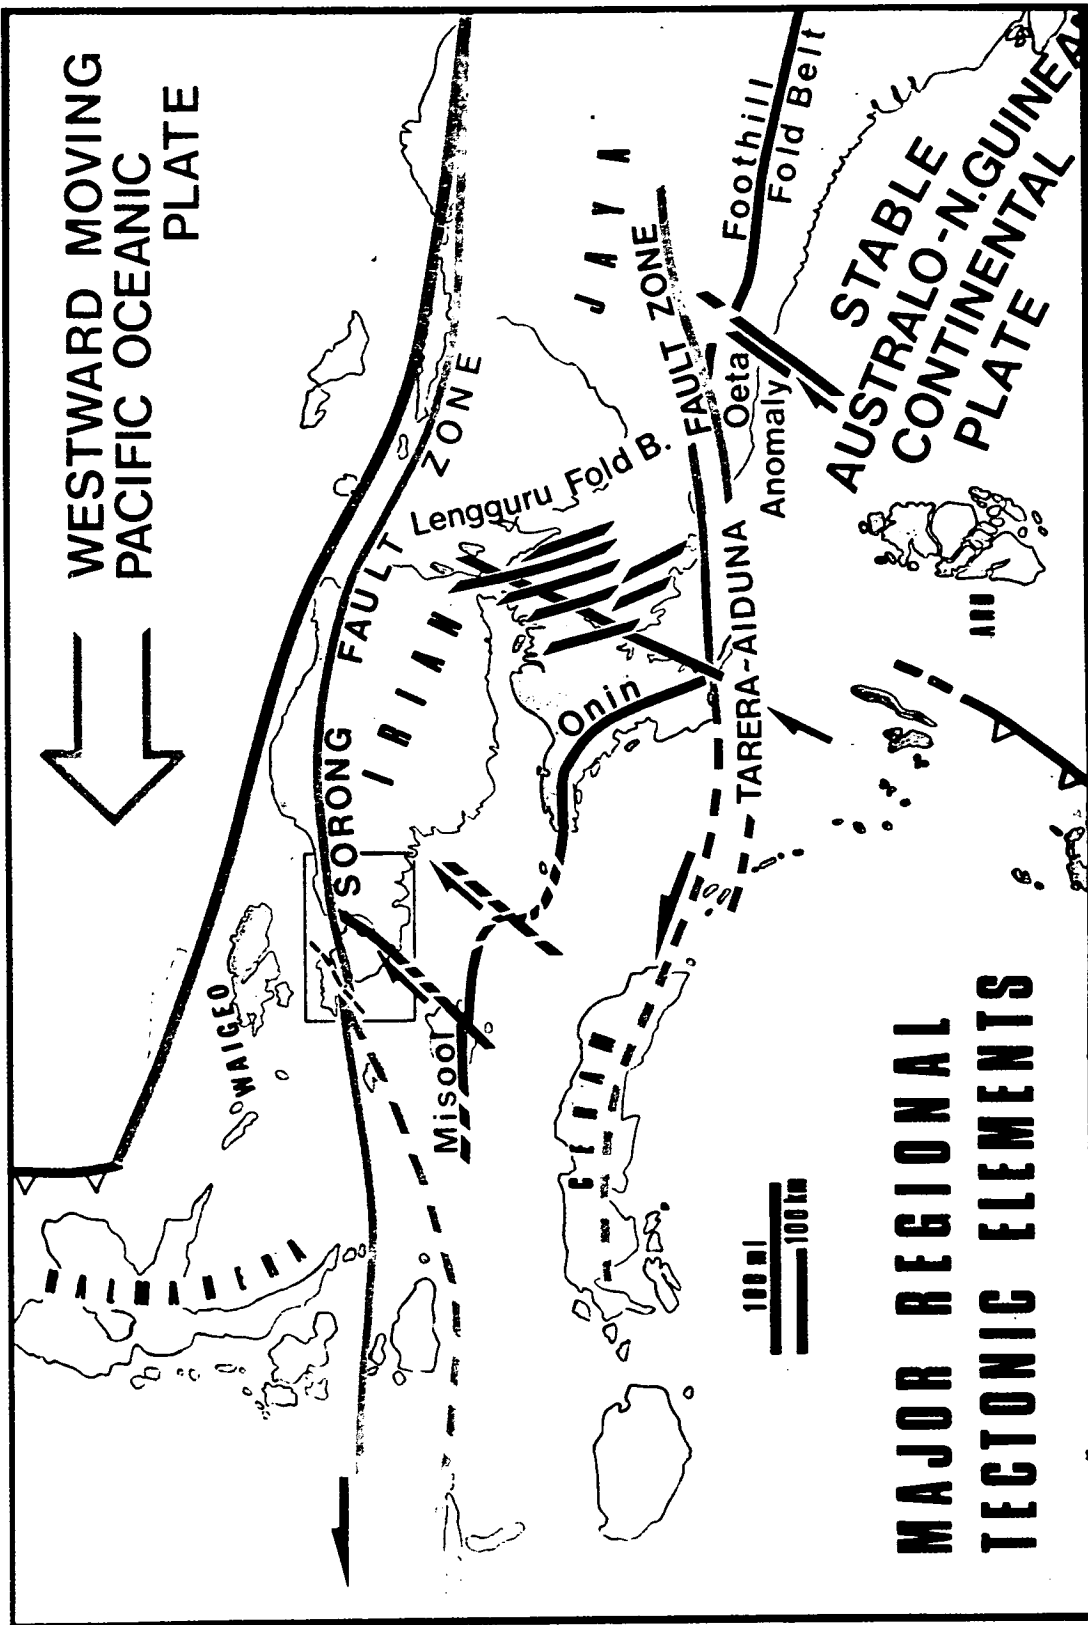 WESTWARD MOVING
PACIFIC OCEANIC
PLATE
HALMAHERA
WAIGEO
SORONG FAULT ZONE
IRIAN JAYA
Misool
Lengguru Fold B.
Onin
CERAM
TARERA-AIDUNA FAULT ZONE
Foothill
Fold Belt
Oeta
Anomaly
STABLE
AUSTRALO-N.GUINEAN
CONTINENTAL
PLATE
ARU
100 mi
100 km
MAJOR REGIONAL
TECTONIC ELEMENTS